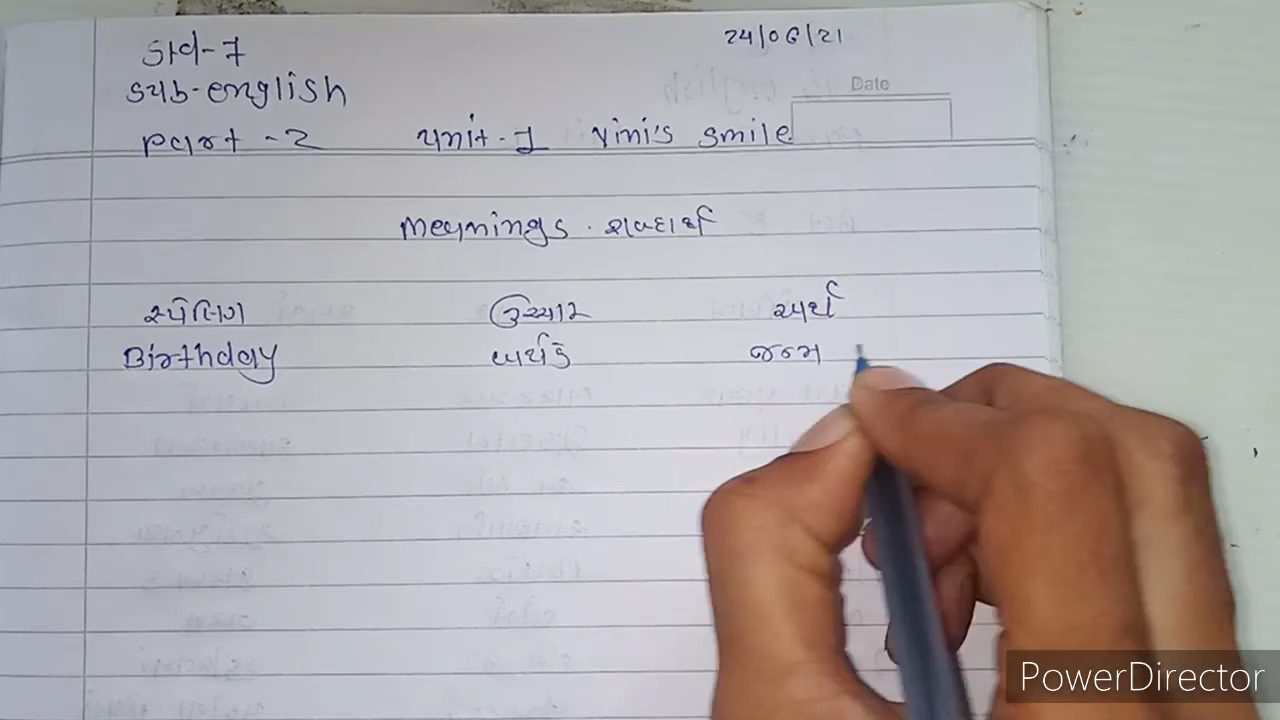 ધોરણ-7 24/06/21
sub-english
Date
part -2 unit-1 vini's smile
Meanings. શબ્દાર્થ
સ્પેલિંગ ઉચ્ચાર અર્થ
Birthday બર્થડે જન્મ
PowerDirector